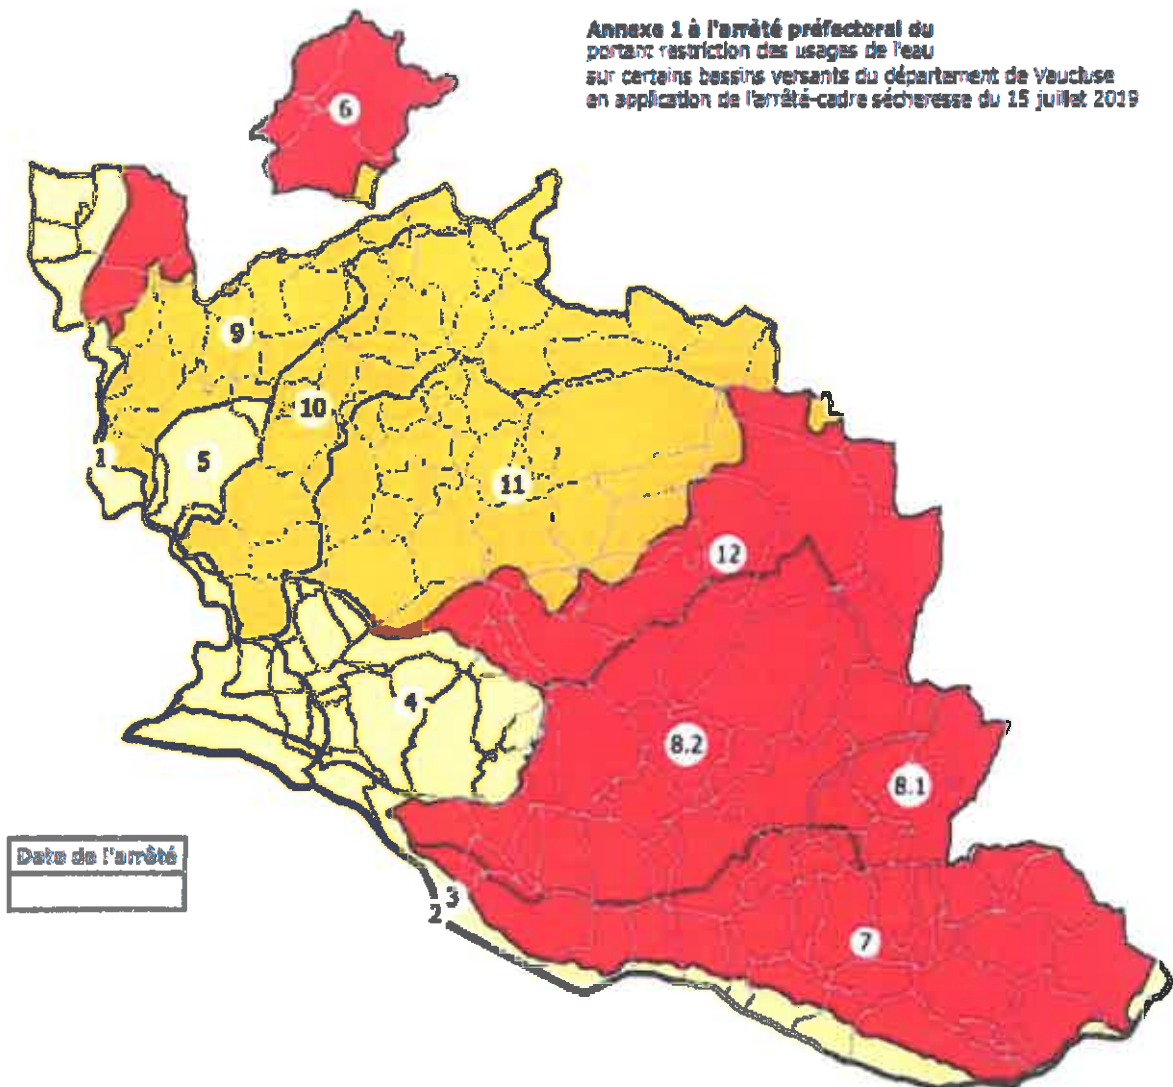 Annexe 1 à l'arrêté préfectoral du
portant restriction des usages de l'eau
sur certains bassins versants du département de Vaucluse
en application de l'arrêté-cadre sécheresse du 15 juillet 2019
6
9
10
1
5
11
12
4
8.2
8.1
Date de l'arrêté
3
2
7